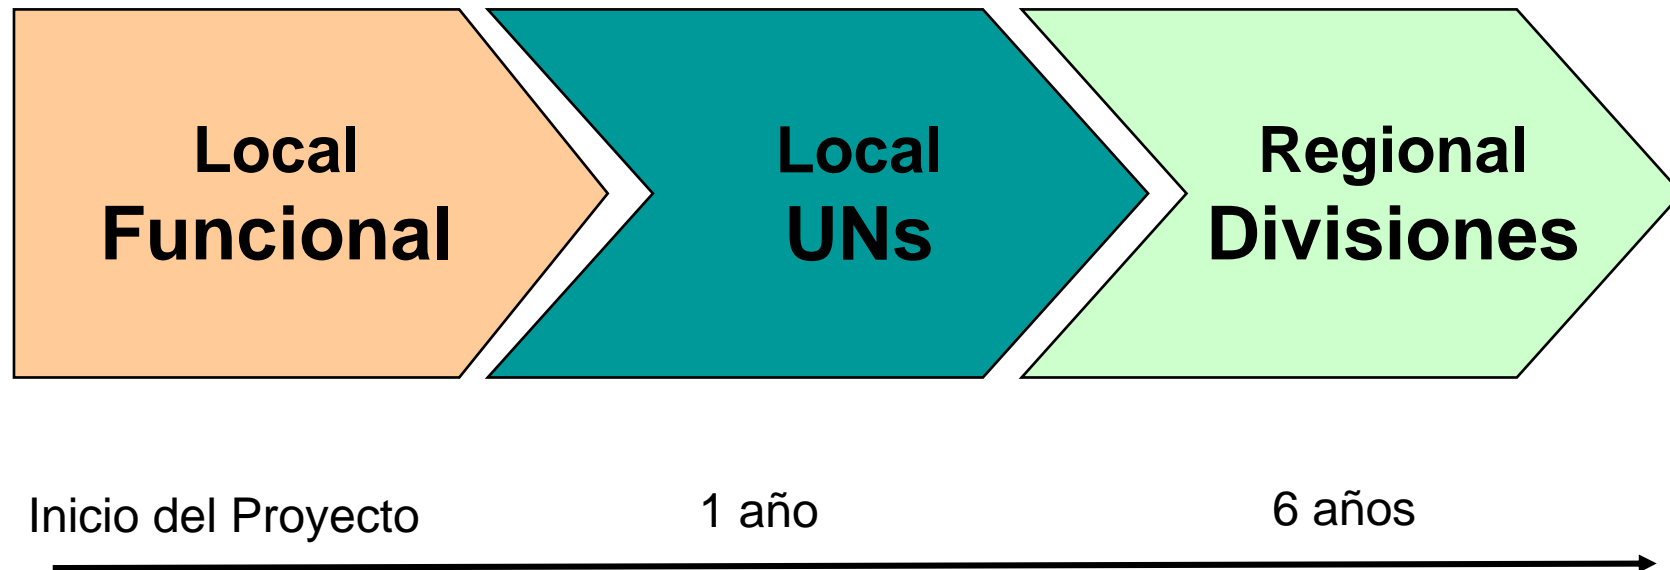 Local
Funcional
Local
UNs
Regional
Divisiones
Inicio del Proyecto
1 año
6 años